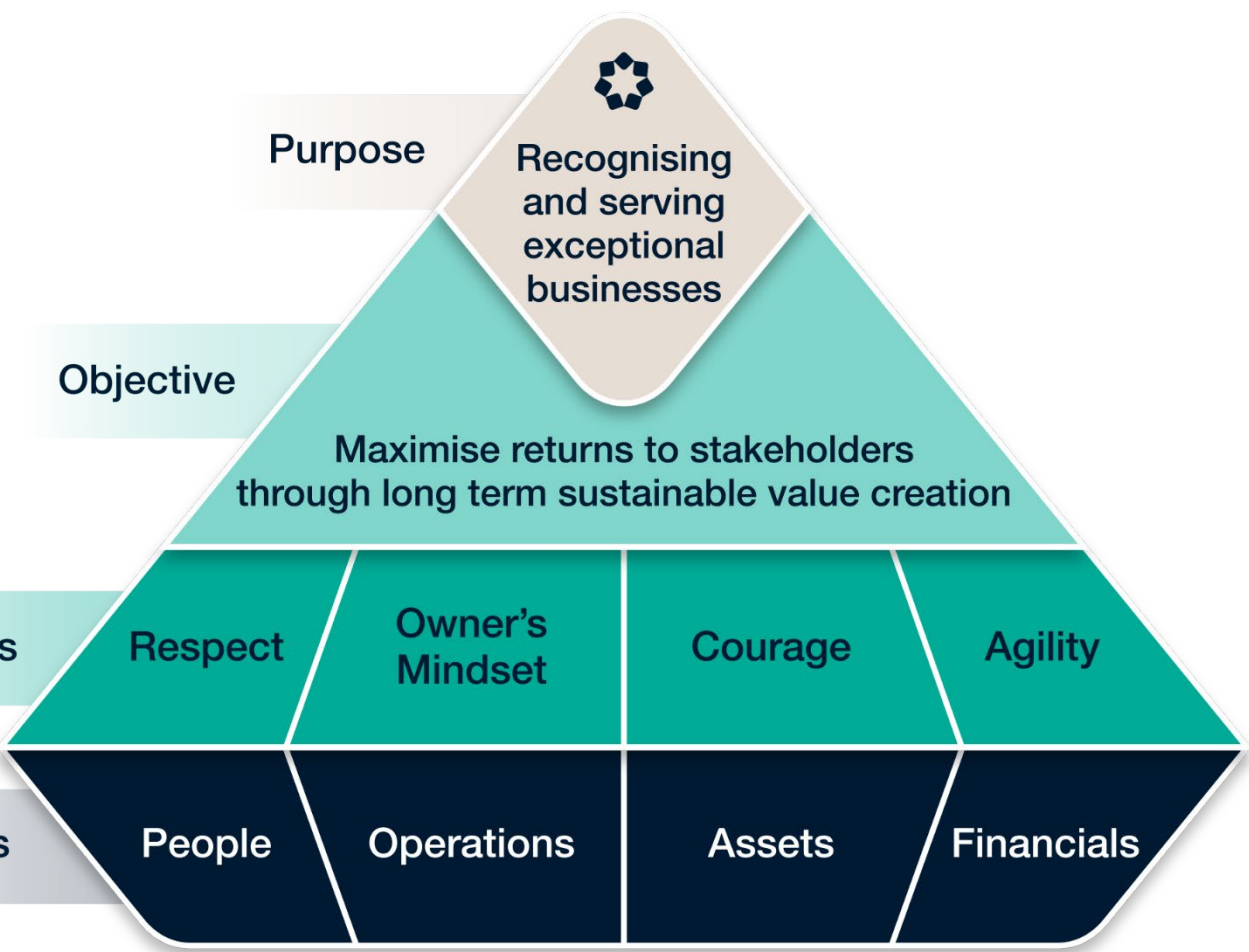 Purpose
Recognising
and serving
exceptional
businesses
Objective
Maximise returns to stakeholders
through long term sustainable value creation
s
Respect
Owner's
Mindset
Courage
Agility
s
People
Operations
Assets
Financials